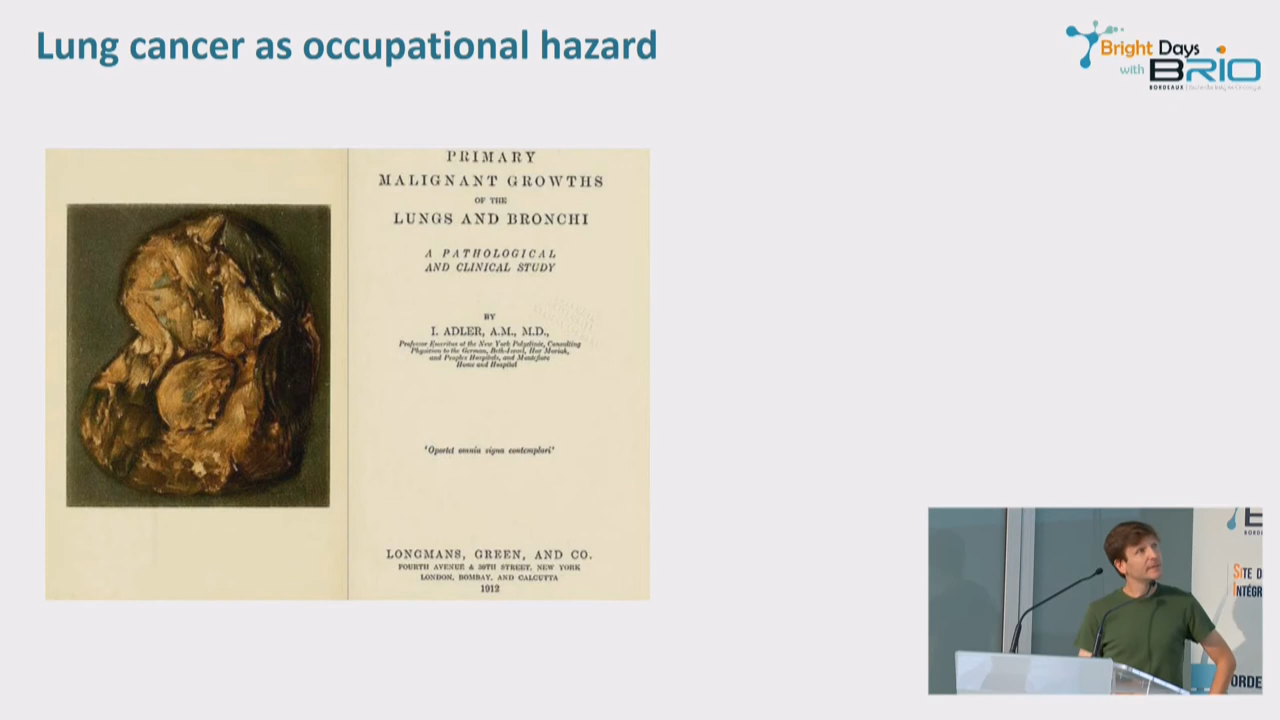 Lung cancer as occupational hazard
Bright Days
with BRIO
BORDEAUX
PRIMARY
MALIGNANT GROWTHS
OF THE
LUNGS AND BRONCHI
A PATHOLOGICAL
AND CLINICAL STUDY
BY
I. ADLER, A.M., M.D.,
Professor Emeritus at the New York Polyclinic, Consulting
Physician to the German, Beth-Israel, Har Moriah,
and Peoples Hospitals, and Montefiore
Home and Hospital
'Oportet omnia signa contemplari'
LONGMANS, GREEN, AND CO.
FOURTH AVENUE & 30TH STREET, NEW YORK
LONDON, BOMBAY, AND CALCUTTA
1912
SITE D
INTÉGR
ORDE